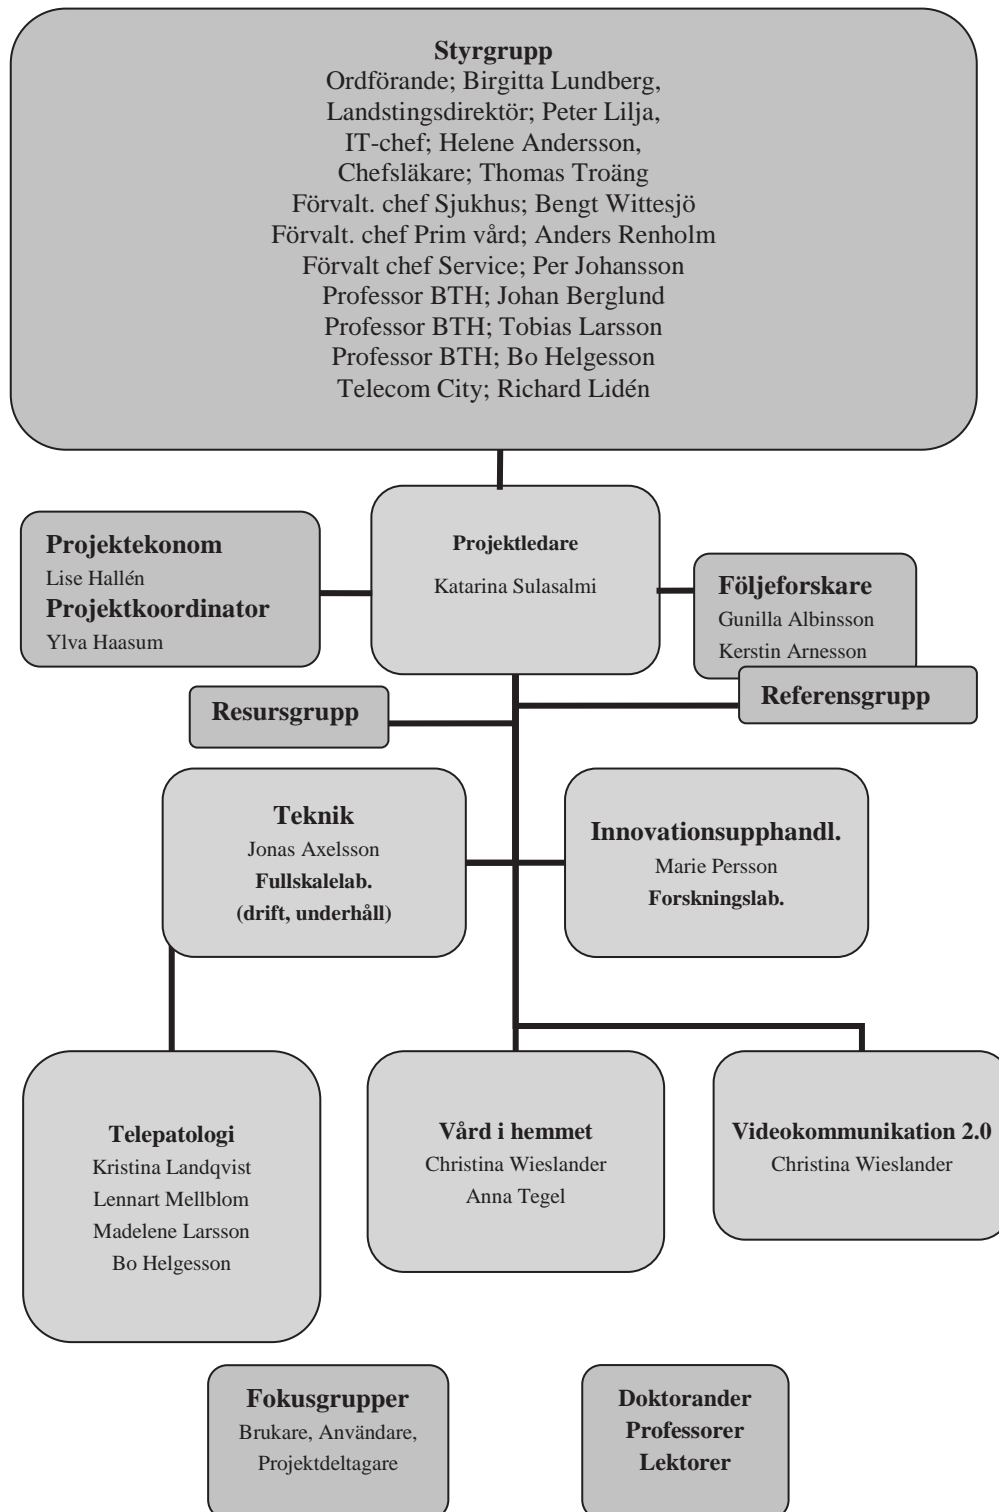 Styrgrupp
Ordförande; Birgitta Lundberg,
Landstingsdirektör; Peter Lilja,
IT-chef; Helene Andersson,
Chefsläkare; Thomas Troäng
Förvalt. chef Sjukhus; Bengt Wittesjö
Förvalt. chef Prim vård; Anders Renholm
Förvalt chef Service; Per Johansson
Professor BTH; Johan Berglund
Professor BTH; Tobias Larsson
Professor BTH; Bo Helgesson
Telecom City; Richard Lidén
Projektekonom
Lise Hallén
Projektkoordinator
Ylva Haasum
Projektledare
Katarina Sulasalmi
Följeforskare
Gunilla Albinsson
Kerstin Arnesson
Resursgrupp
Referensgrupp
Teknik
Jonas Axelsson
Fullskalelab.
(drift, underhåll)
Innovationsupphandl.
Marie Persson
Forskningslab.
Telepatologi
Kristina Landqvist
Lennart Mellblom
Madelene Larsson
Bo Helgesson
Vård i hemmet
Christina Wieslander
Anna Tegel
Videokommunikation 2.0
Christina Wieslander
Fokusgrupper
Brukare, Användare,
Projektdeltagare
Doktorander
Professorer
Lektorer